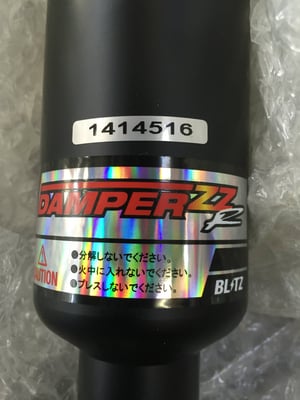 1414516
DAMPER ZZ-R
●分解しないでください。
●火中に入れないでください。
●プレスしないでください。
CAUTION
BLITZ